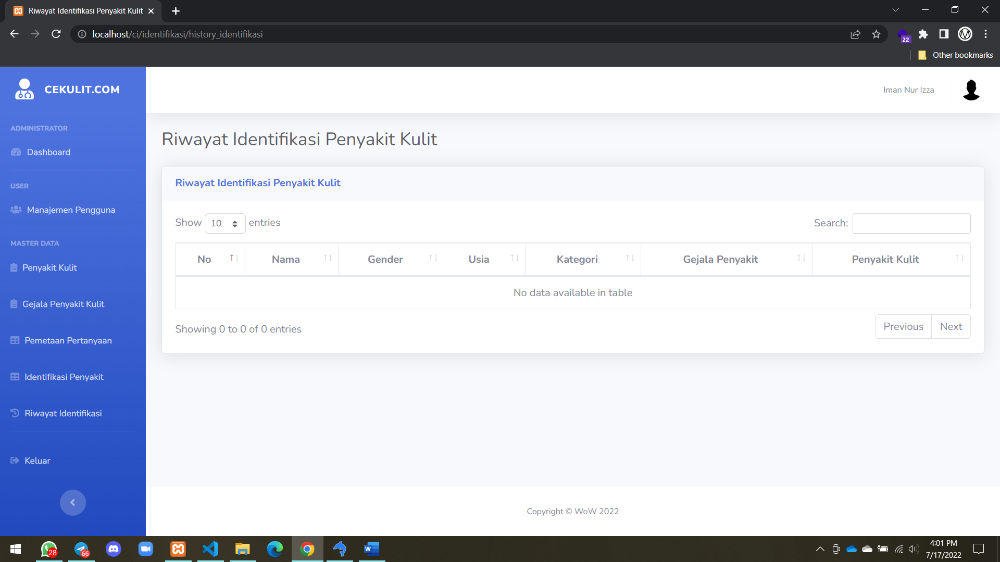 Riwayat Identifikasi Penyakit Kulit
localhost/ci/identifikasi/history_identifikasi
22
Other bookmarks
CEKULIT.COM
Iman Nur Izza
ADMINISTRATOR
Dashboard
USER
Manajemen Pengguna
MASTER DATA
Penyakit Kulit
Gejala Penyakit Kulit
Pemetaan Pertanyaan
Identifikasi Penyakit
Riwayat Identifikasi
Keluar
Riwayat Identifikasi Penyakit Kulit
Riwayat Identifikasi Penyakit Kulit
Show 10 entries
Search:
No Nama Gender Usia Kategori Gejala Penyakit Penyakit Kulit
No data available in table
Showing 0 to 0 of 0 entries
Previous Next
Copyright © WoW 2022
28
66
W
4:01 PM
7/17/2022